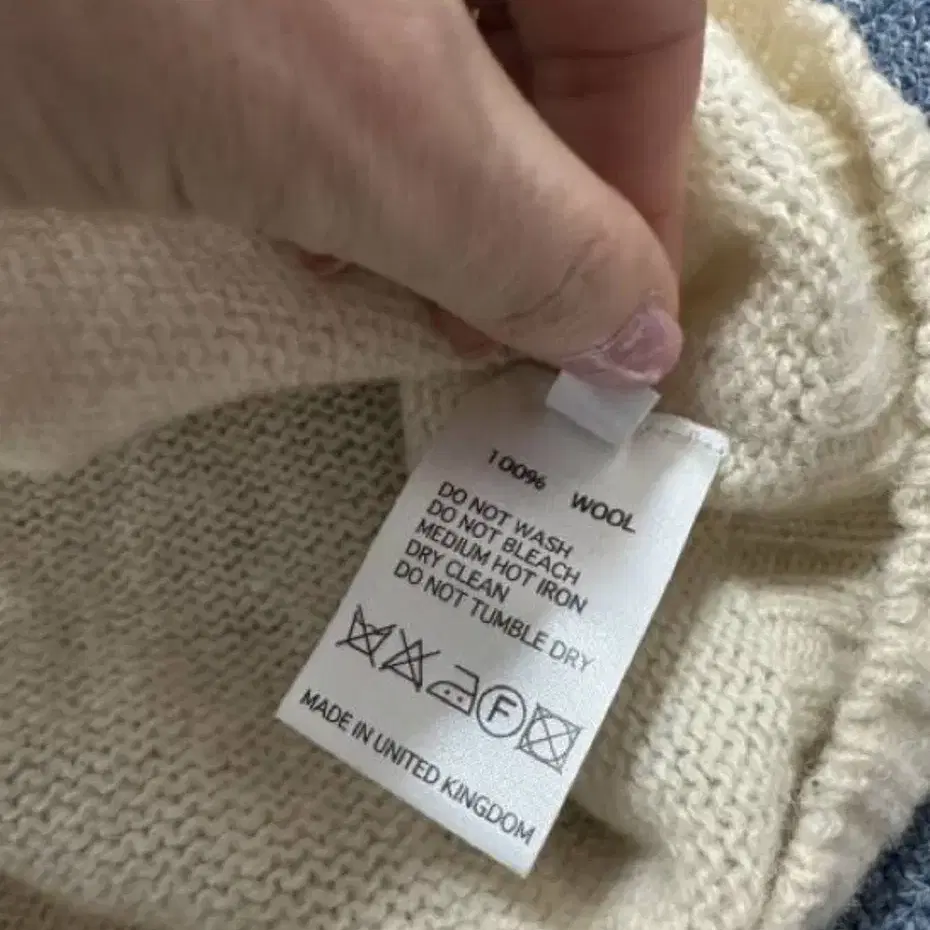 100% WOOL
DO NOT WASH
DO NOT BLEACH
MEDIUM HOT IRON
DRY CLEAN
DO NOT TUMBLE DRY
F
MADE IN UNITED KINGDOM